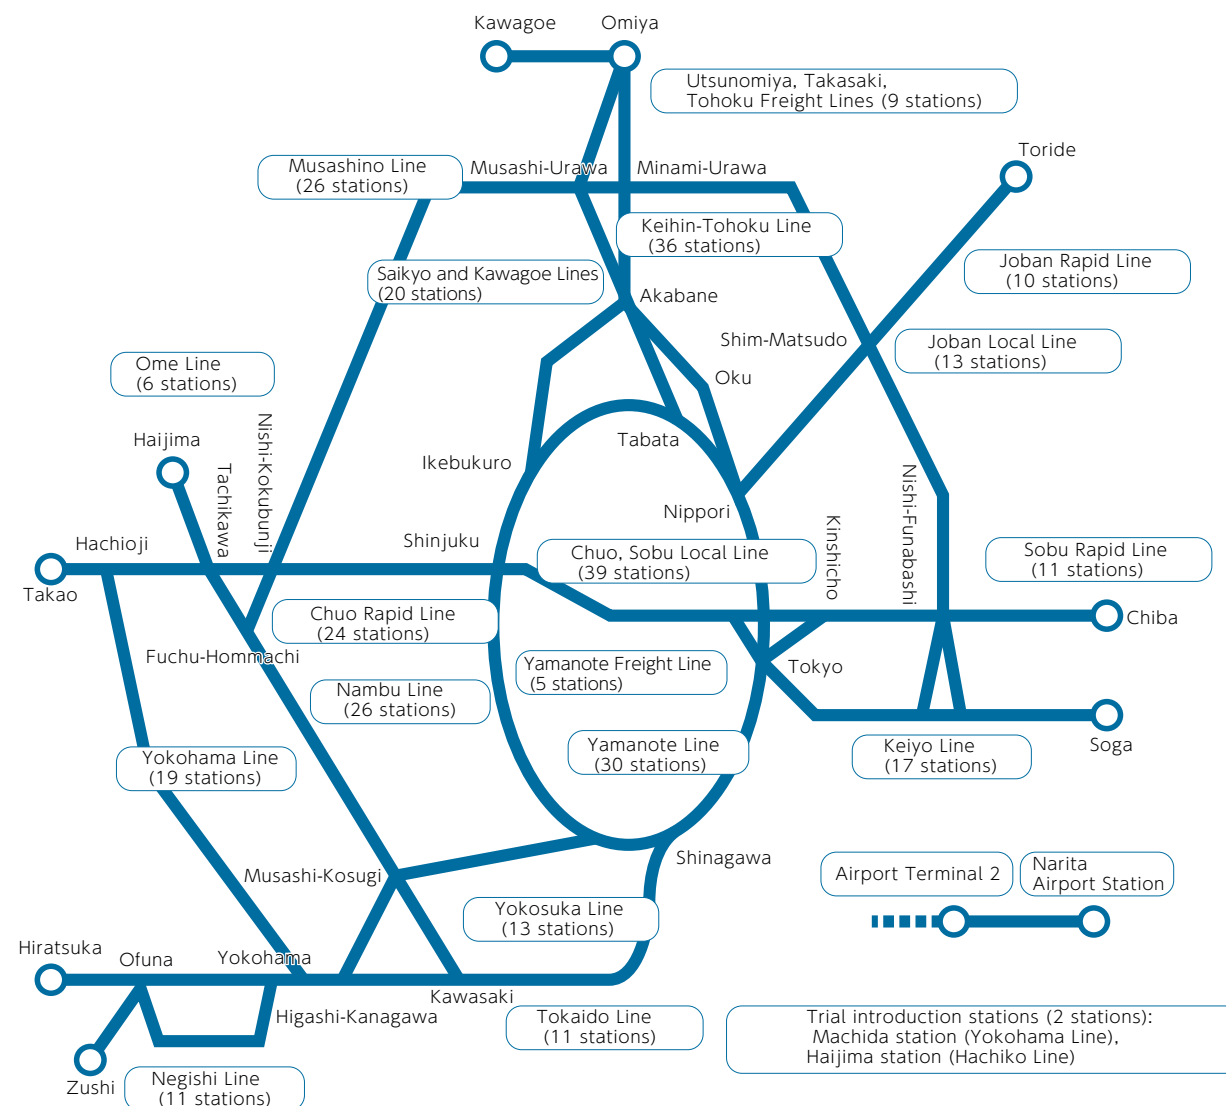 Kawagoe
Omiya
Utsunomiya, Takasaki,
Tohoku Freight Lines (9 stations)
Toride
Musashino Line
(26 stations)
Musashi-Urawa
Minami-Urawa
Keihin-Tohoku Line
(36 stations)
Joban Rapid Line
(10 stations)
Saikyo and Kawagoe Lines
(20 stations)
Akabane
Shim-Matsudo
Joban Local Line
(13 stations)
Ome Line
(6 stations)
Oku
Haijima
Tachikawa
Nishi-Kokubunji
Tabata
Ikebukuro
Nippori
Nishi-Funabashi
Kinshicho
Hachioji
Shinjuku
Chuo, Sobu Local Line
(39 stations)
Sobu Rapid Line
(11 stations)
Takao
Chuo Rapid Line
(24 stations)
Chiba
Fuchu-Hommachi
Yamanote Freight Line
(5 stations)
Tokyo
Nambu Line
(26 stations)
Yokohama Line
(19 stations)
Yamanote Line
(30 stations)
Keiyo Line
(17 stations)
Soga
Shinagawa
Musashi-Kosugi
Airport Terminal 2
Narita
Airport Station
Yokosuka Line
(13 stations)
Hiratsuka
Ofuna
Yokohama
Kawasaki
Higashi-Kanagawa
Tokaido Line
(11 stations)
Trial introduction stations (2 stations):
Machida station (Yokohama Line),
Haijima station (Hachiko Line)
Zushi
Negishi Line
(11 stations)